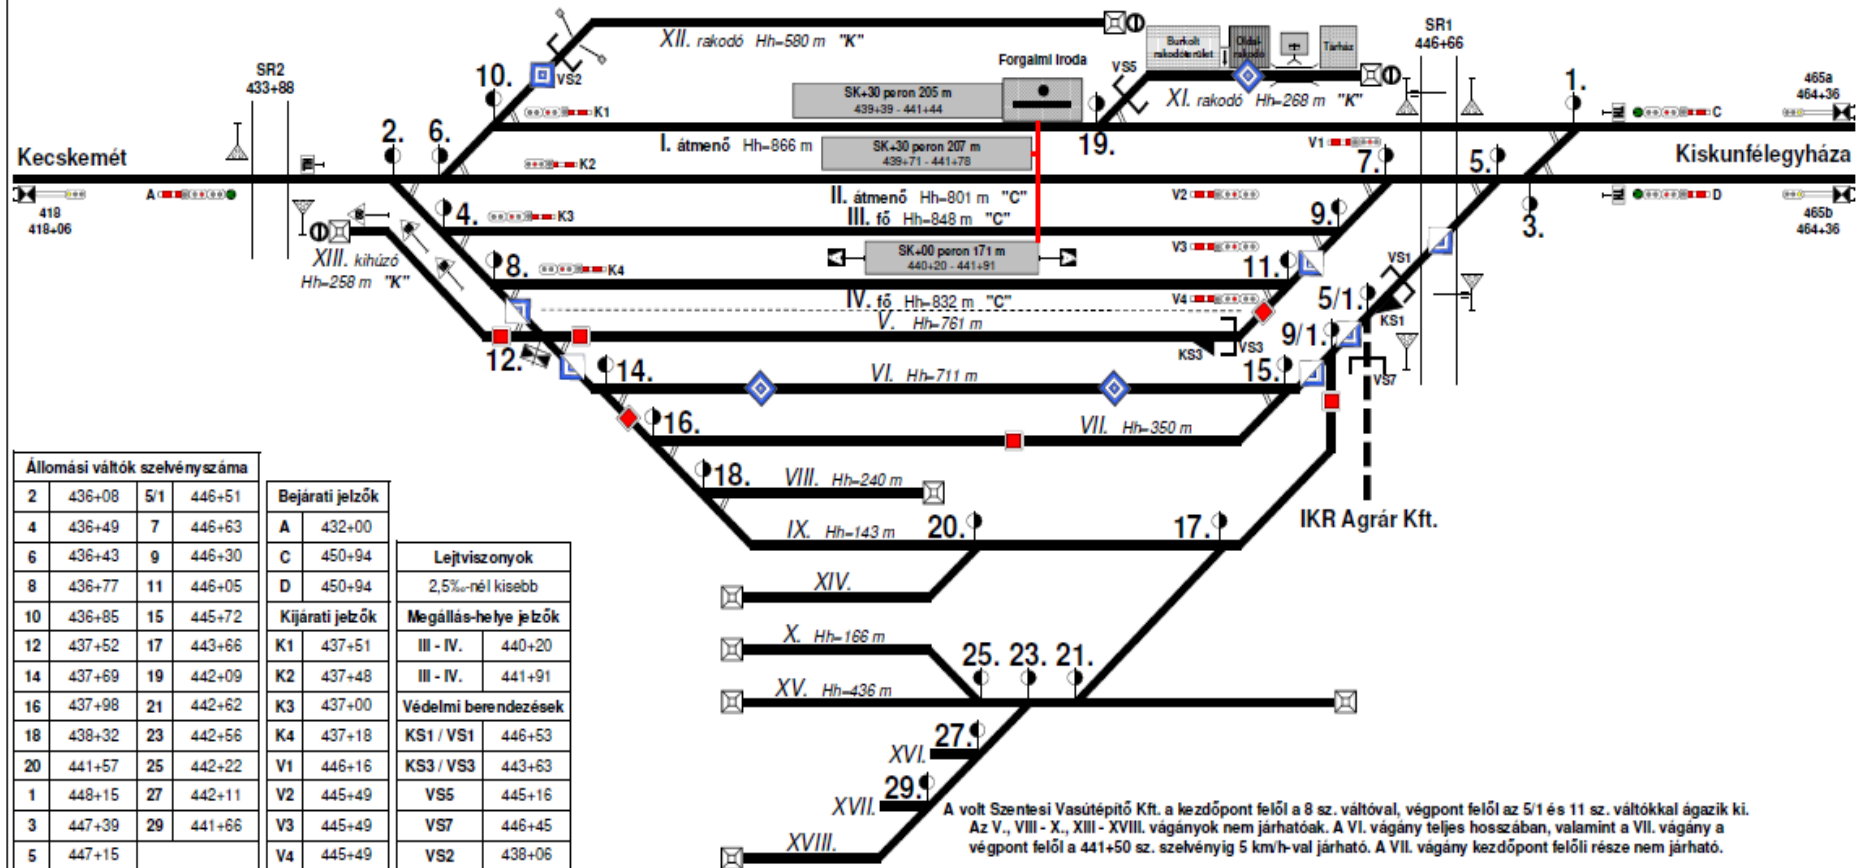 XII. rakodó Hh=580 m "K"
SR1
446+66
Forgalmi Iroda
Burkolt
rakodóterület
Oldal-
rakodó
Tárház
SR2
433+88
10.
VS2
VS5
1.
465a
464+36
SK+30 peron 205 m
439+39 - 441+44
XI. rakodó Hh=268 m "K"
K1
C
2.
6.
I. átmenő Hh=866 m
SK+30 peron 207 m
439+71 - 441+78
19.
V1
7.
5.
Kecskemét
K2
Kiskunfélegyháza
418
418+06
A
II. átmenő Hh=801 m "C"
V2
D
465b
464+36
4.
K3
III. fő Hh=848 m "C"
9.
3.
XIII. kihúzó
Hh=258 m "K"
8.
K4
SK+00 peron 171 m
440+20 - 441+91
V3
11.
VS1
IV. fő Hh=832 m "C"
V4
5/1.
KS1
V. Hh=761 m
9/1.
12.
KS3
VS3
14.
VI. Hh=711 m
15.
VS7
16.
VII. Hh=350 m
18.
VIII. Hh=240 m
IX. Hh=143 m
20.
17.
IKR Agrár Kft.
XIV.
X. Hh=166 m
25. 23. 21.
XV. Hh=436 m
XVI.
27.
XVII.
29.
XVIII.
Állomási váltók szelvényszáma
2 436+08 5/1 446+51
4 436+49 7 446+63
6 436+43 9 446+30
8 436+77 11 446+05
10 436+85 15 445+72
12 437+52 17 443+66
14 437+69 19 442+09
16 437+98 21 442+62
18 438+32 23 442+56
20 441+57 25 442+22
1 448+15 27 442+11
3 447+39 29 441+66
5 447+15
Bejárati jelzők
A 432+00
C 450+94
D 450+94
Kijárati jelzők
K1 437+51
K2 437+48
K3 437+00
K4 437+18
V1 446+16
V2 445+49
V3 445+49
V4 445+49
Lejtviszonyok
2,5‰-nél kisebb
Megállás-helye jelzők
III - IV. 440+20
III - IV. 441+91
Védelmi berendezések
KS1 / VS1 446+53
KS3 / VS3 443+63
VS5 445+16
VS7 446+45
VS2 438+06
A volt Szentesi Vasútépítő Kft. a kezdőpont felől a 8 sz. váltóval, végpont felől az 5/1 és 11 sz. váltókkal ágazik ki.
Az V., VIII - X., XIII - XVIII. vágányok nem járhatóak. A VI. vágány teljes hosszában, valamint a VII. vágány a
végpont felől a 441+50 sz. szelvényig 5 km/h-val járható. A VII. vágány kezdőpont felőli része nem járható.